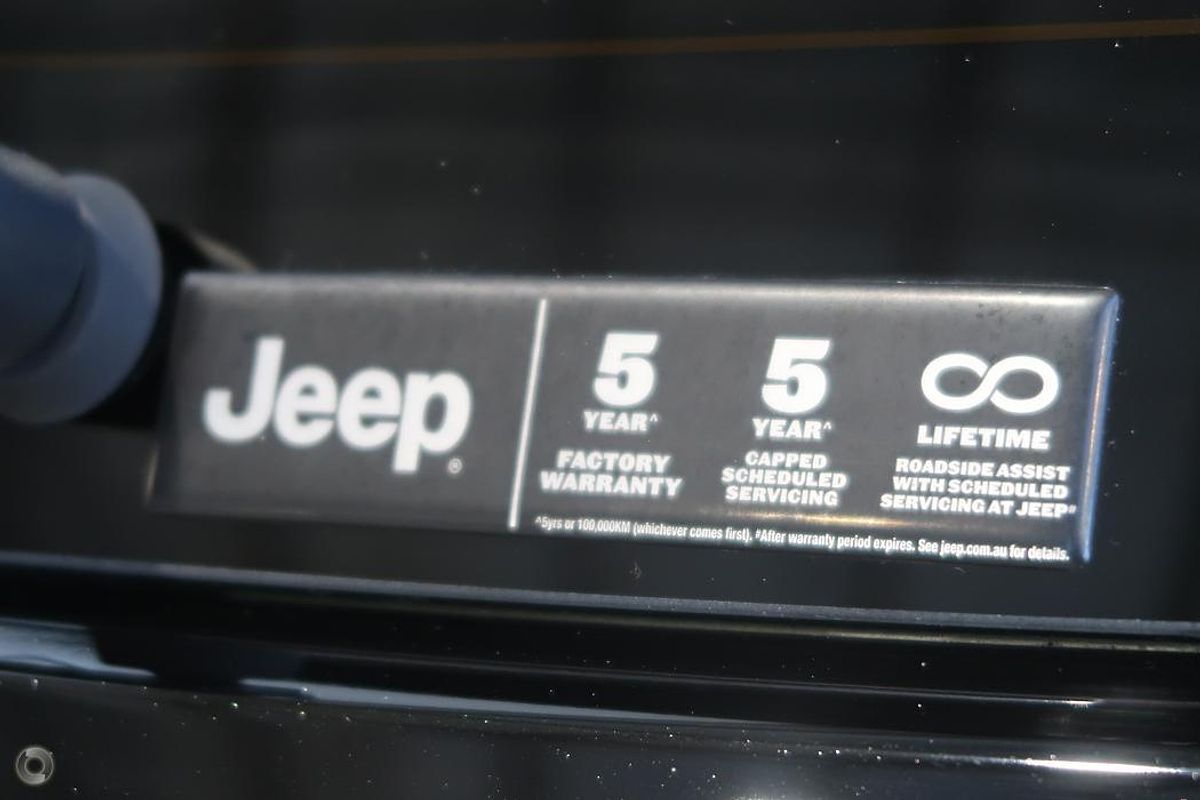 Jeep®
5
YEAR^
FACTORY
WARRANTY
5
YEAR^
CAPPED
SCHEDULED
SERVICING
∞
LIFETIME
ROADSIDE ASSIST
WITH SCHEDULED
SERVICING AT JEEP#
^5yrs or 100,000KM (whichever comes first). #After warranty period expires. See jeep.com.au for details.